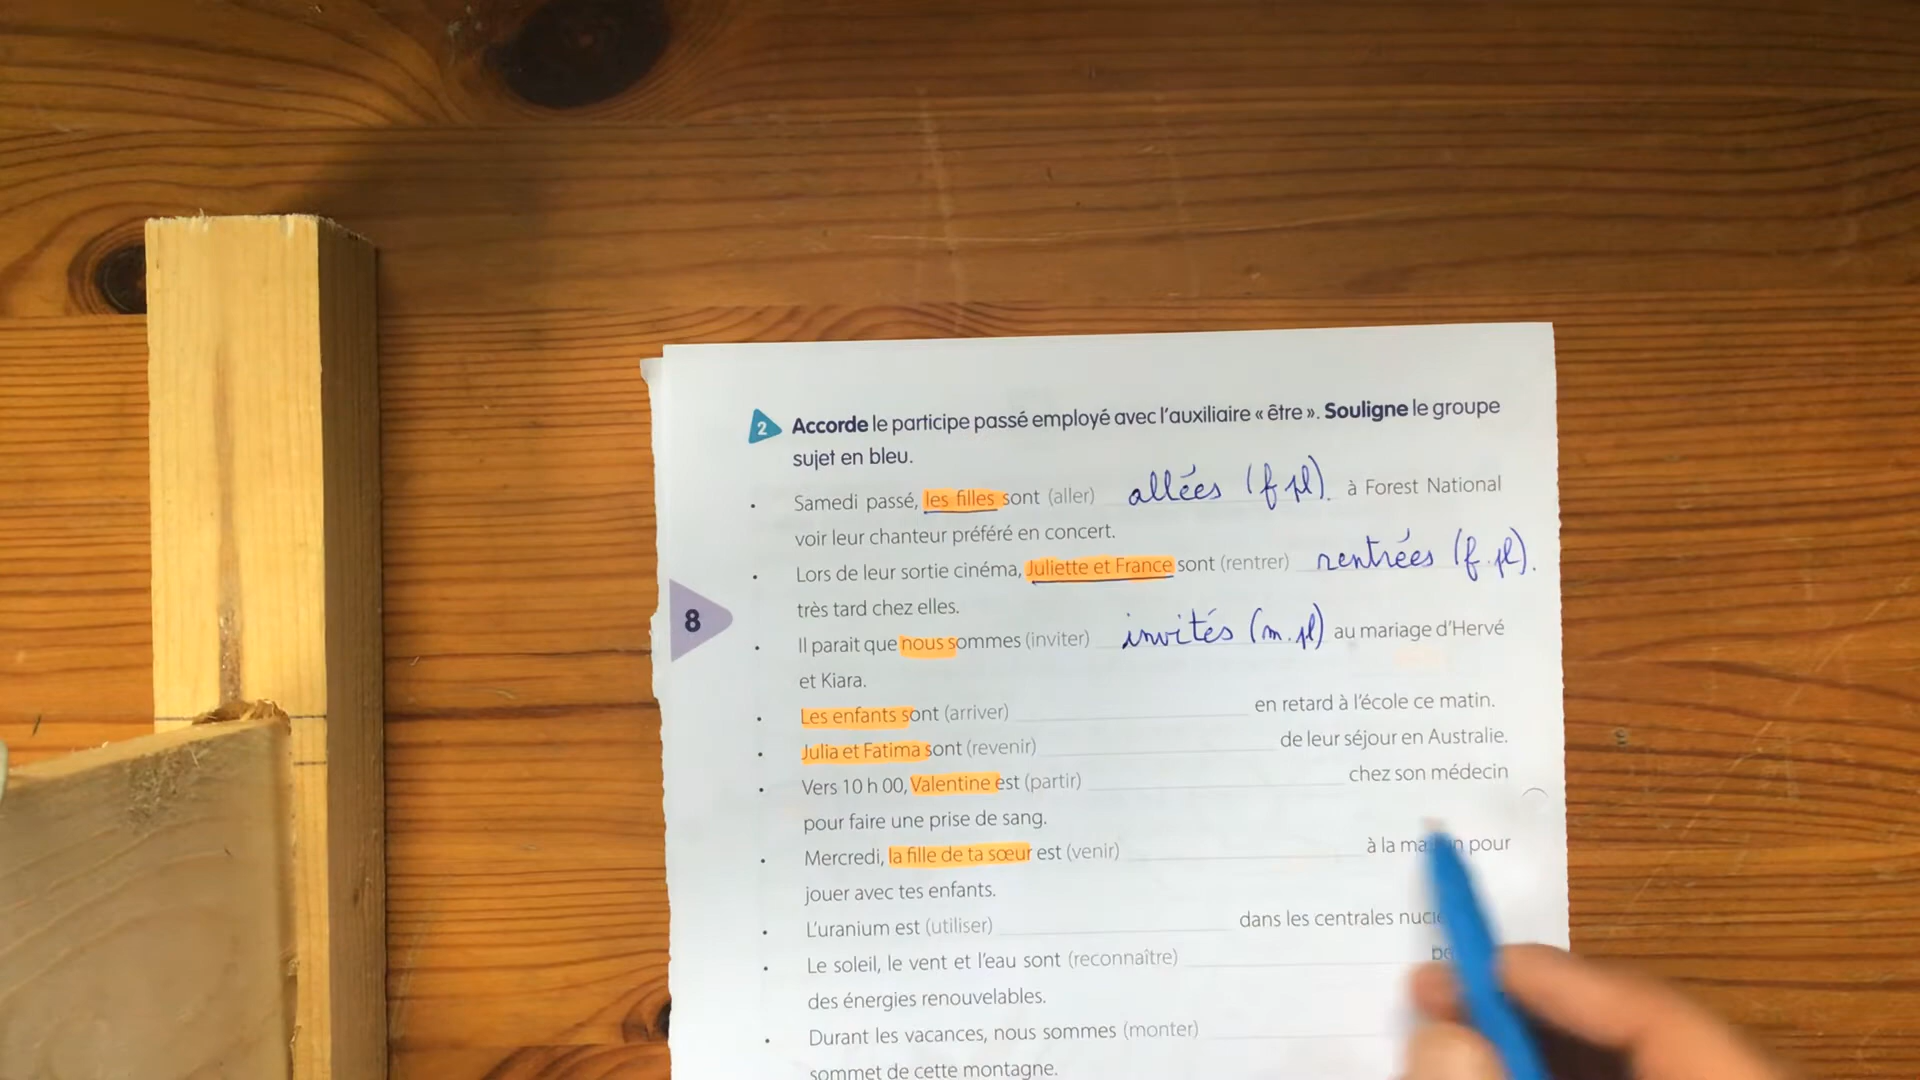 2 Accorde le participe passé employé avec l'auxiliaire « être ». Souligne le groupe
sujet en bleu.
• Samedi passé, les filles sont (aller) allées (f pl). à Forest National
voir leur chanteur préféré en concert.
• Lors de leur sortie cinéma, Juliette et France sont (rentrer) rentrées (f.pl).
très tard chez elles.
8
• Il parait que nous sommes (inviter) invités (m.pl) au mariage d'Hervé
et Kiara.
• Les enfants sont (arriver) en retard à l'école ce matin.
• Julia et Fatima sont (revenir) de leur séjour en Australie.
• Vers 10 h 00, Valentine est (partir) chez son médecin
pour faire une prise de sang.
• Mercredi, la fille de ta sœur est (venir) à la pour
jouer avec tes enfants.
• L'uranium est (utiliser) dans les centrales
• Le soleil, le vent et l'eau sont (reconnaître)
des énergies renouvelables.
• Durant les vacances, nous sommes (monter)
sommet de cette montagne.